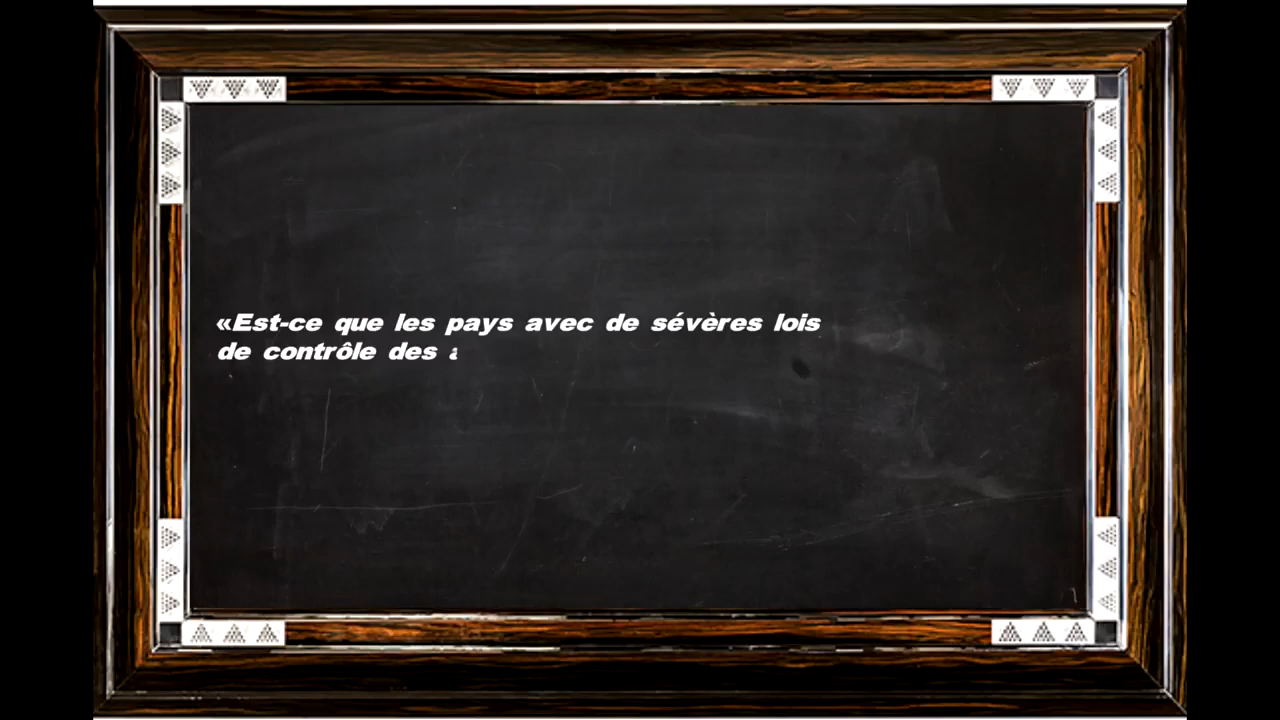 «Est-ce que les pays avec de sévères lois
de contrôle des